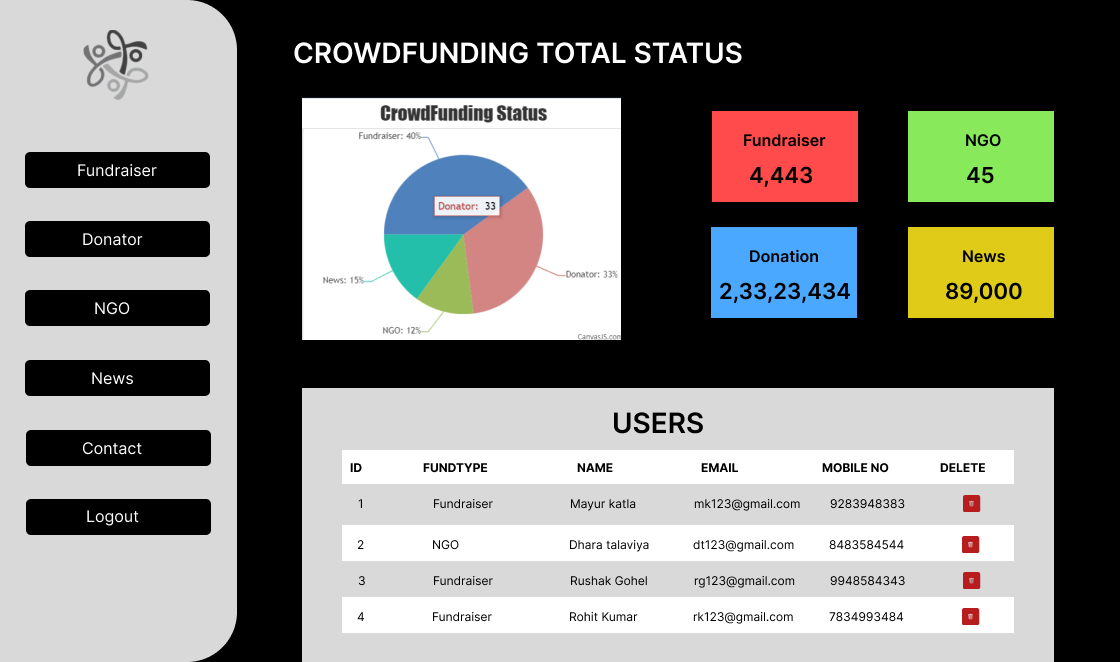 CROWDFUNDING TOTAL STATUS
Fundraiser
Donator
NGO
News
Contact
Logout
CrowdFunding Status
Fundraiser: 40%
Donator: 33
Donator: 33%
News: 15%
NGO: 12%
CanvasJS.com
Fundraiser
4,443
NGO
45
Donation
2,33,23,434
News
89,000
USERS
ID FUNDTYPE NAME EMAIL MOBILE NO DELETE
1 Fundraiser Mayur katla mk123@gmail.com 9283948383
2 NGO Dhara talaviya dt123@gmail.com 8483584544
3 Fundraiser Rushak Gohel rg123@gmail.com 9948584343
4 Fundraiser Rohit Kumar rk123@gmail.com 7834993484